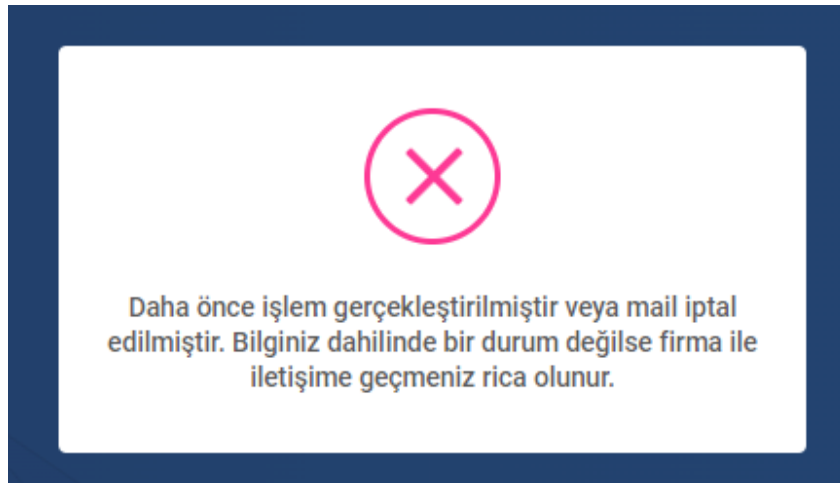 Daha önce işlem gerçekleştirilmiştir veya mail iptal
edilmiştir. Bilginiz dahilinde bir durum değilse firma ile
iletişime geçmeniz rica olunur.